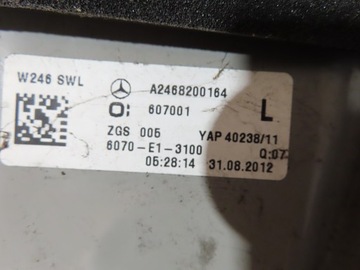 W246 SWL A2468200164
607001 L
ZGS 005 YAP 40238/11
6070-E1-3100 Q:07
05:28:14 31.08.2012